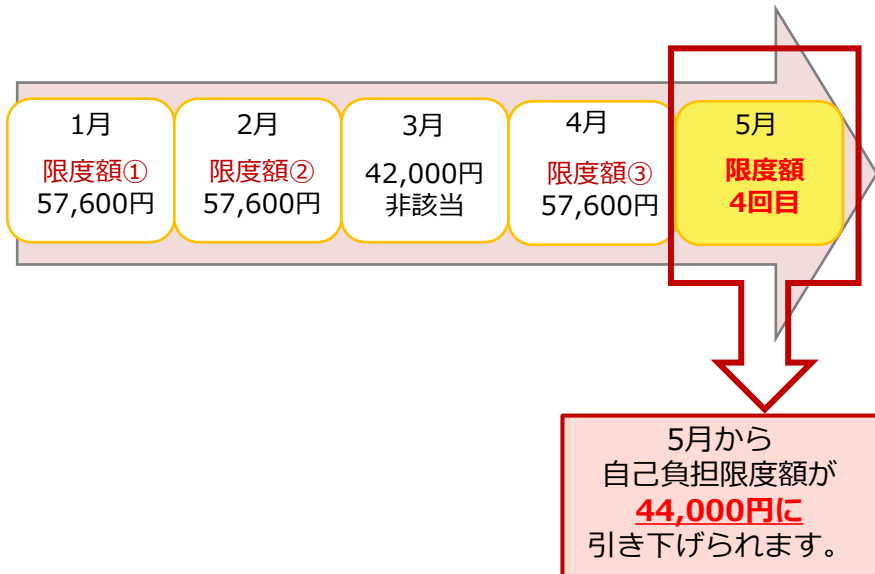 1月
限度額①
57,600円
2月
限度額②
57,600円
3月
42,000円
非該当
4月
限度額③
57,600円
5月
限度額
4回目
5月から
自己負担限度額が
44,000円に
引き下げられます。